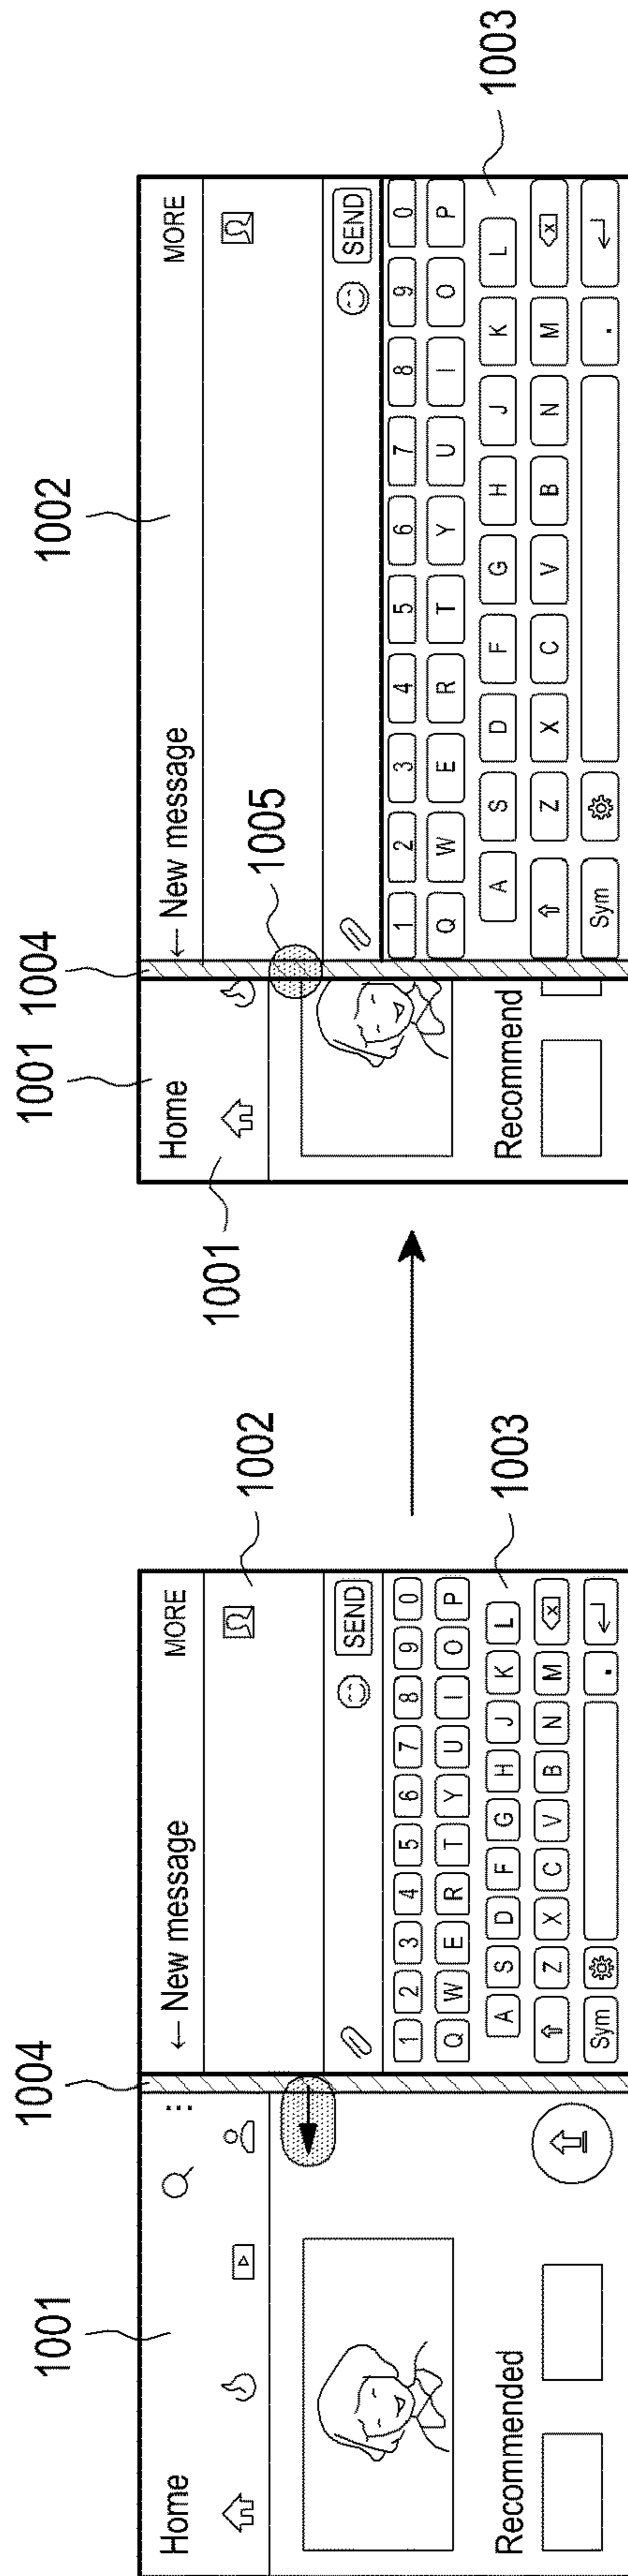 1001
1004
1002
1003
Home
Recommended
← New message
MORE
SEND
1 2 3 4 5 6 7 8 9 0
Q W E R T Y U I O P
A S D F G H J K L
Z X C V B N M
Sym .
1001
1001
1004
1005
1002
1003
Home
Recommend
← New message
MORE
SEND
1 2 3 4 5 6 7 8 9 0
Q W E R T Y U I O P
A S D F G H J K L
Z X C V B N M
Sym .